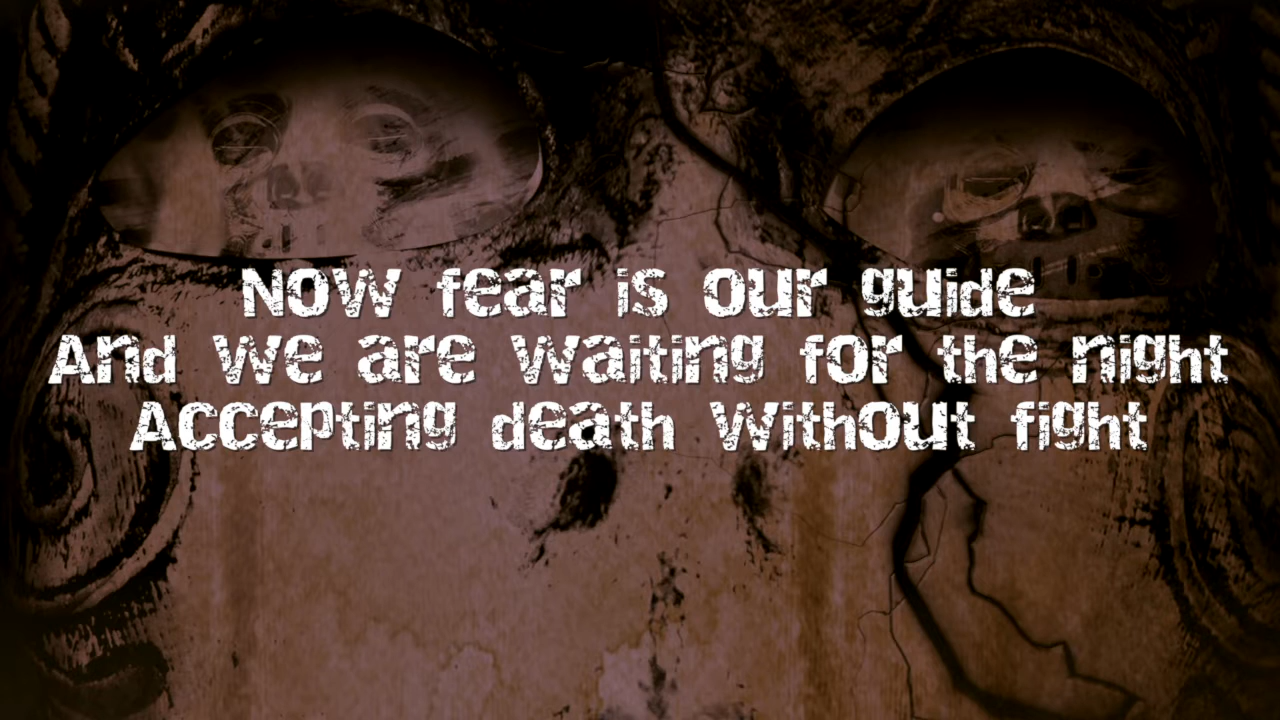 Now fear is our guide
And we are waiting for the night
Accepting death without fight